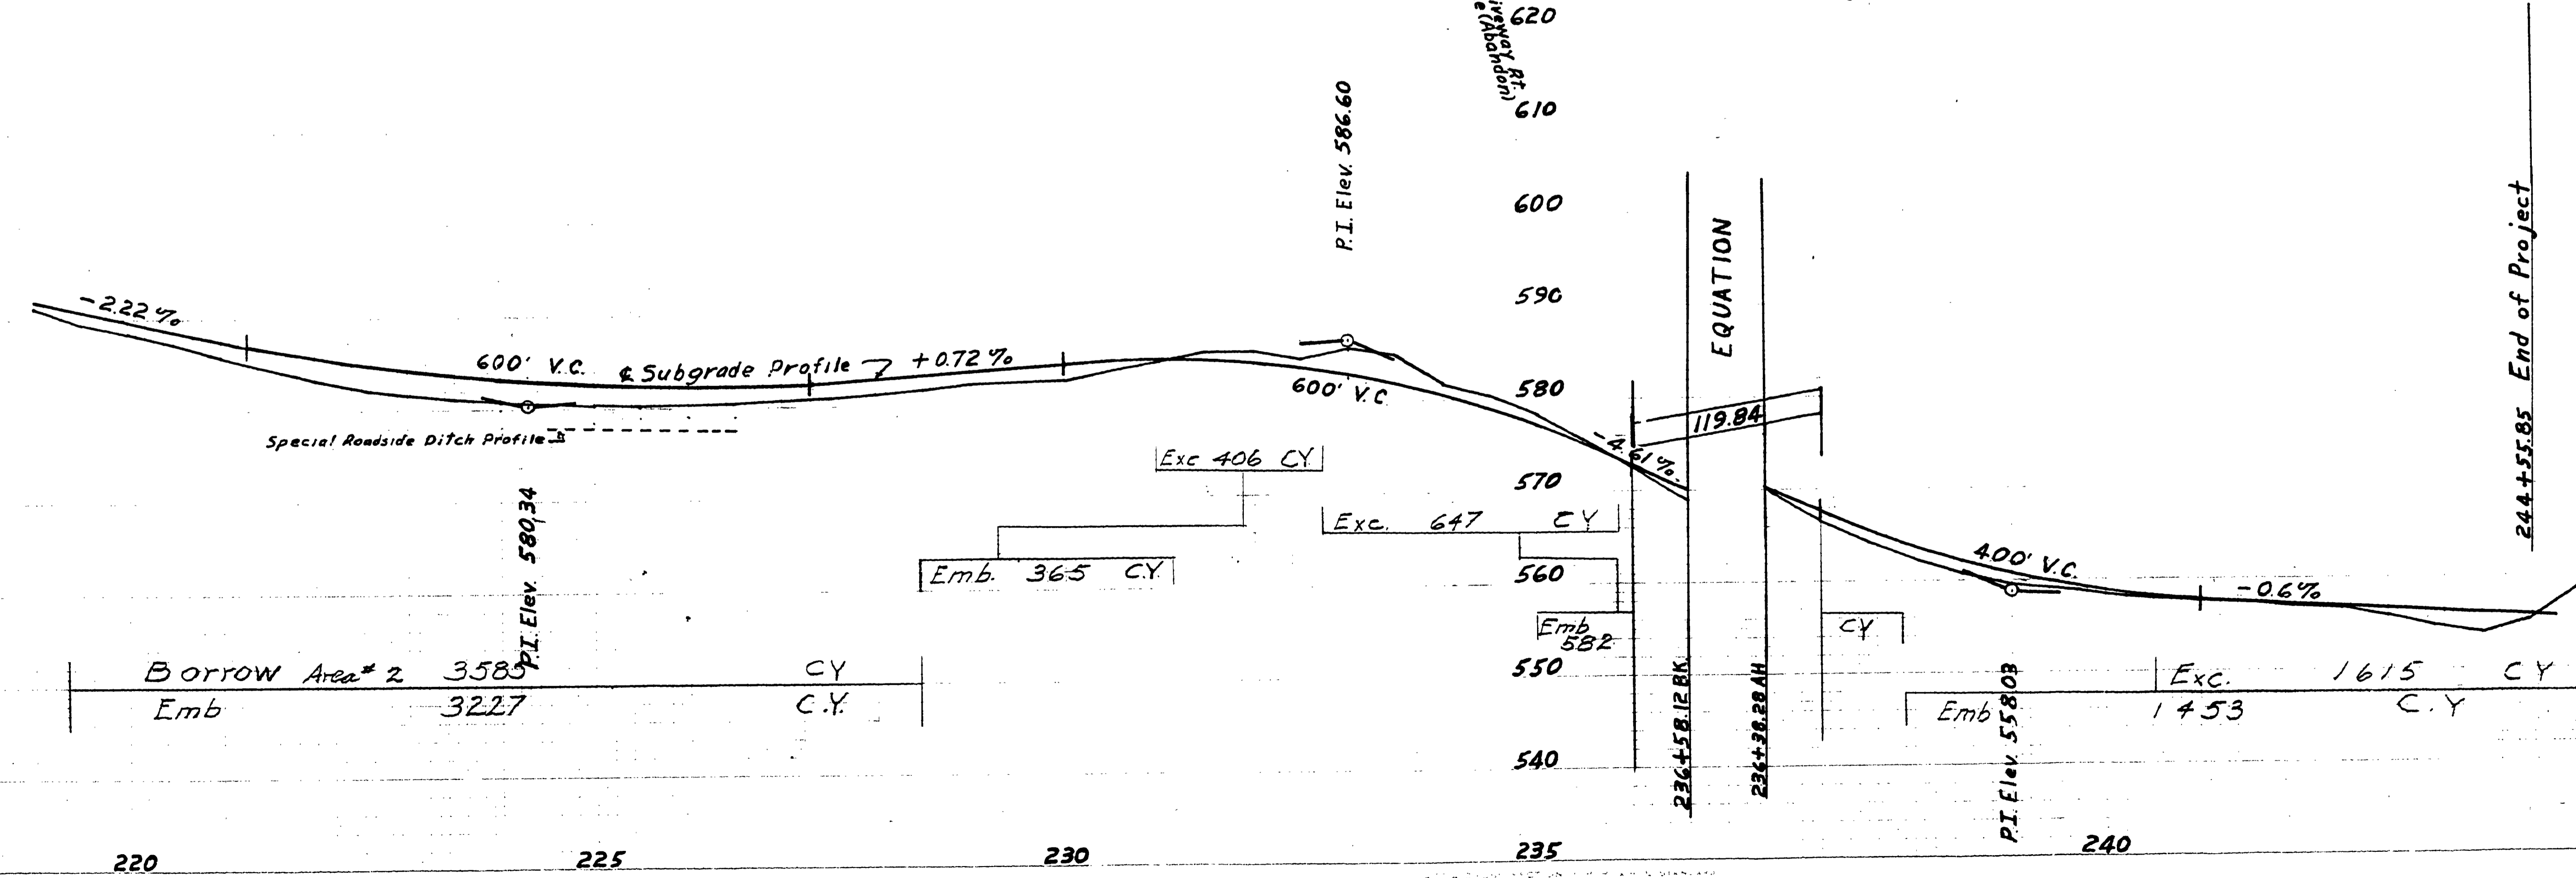 iveway Rt.
e (Abandon)
620
610
600
590
580
570
560
550
540
P.I. Elev. 586.60
EQUATION
244+55.85 End of Project
-2.22 %
600' V.C.
℄ Subgrade Profile
+0.72 %
600' V.C
-4.61 %.
119.84
Special Roadside Ditch Profile
P.I. Elev. 580.34
Exc 406 CY.
Emb. 365 C.Y.
Exc. 647 CY
Emb
582
CY
400' V.C.
-0.6%
Borrow Area # 2 3585 CY
Emb 3227 C.Y.
236+58.12 BK.
236+38.28 AH
P.I. Elev. 558.03
Exc. 1615 CY
Emb 1453 C.Y
220 225 230 235 240